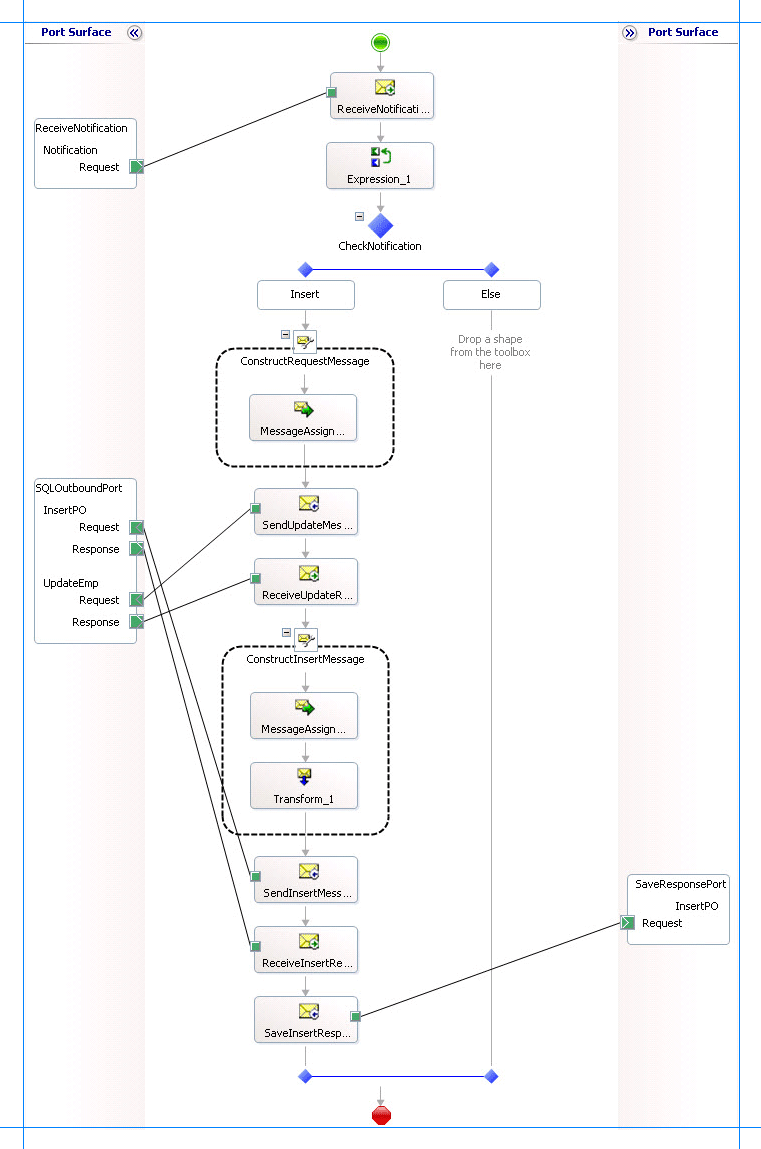 Port Surface
Port Surface
ReceiveNotificati ...
ReceiveNotification
Notification
Request
Expression_1
CheckNotification
Insert
Else
Drop a shape
from the toolbox
here
ConstructRequestMessage
MessageAssign ...
SQLOutboundPort
InsertPO
Request
Response
UpdateEmp
Request
Response
SendUpdateMes ...
ReceiveUpdateR ...
ConstructInsertMessage
MessageAssign ...
Transform_1
SendInsertMess ...
ReceiveInsertRe ...
SaveInsertResp ...
SaveResponsePort
InsertPO
Request